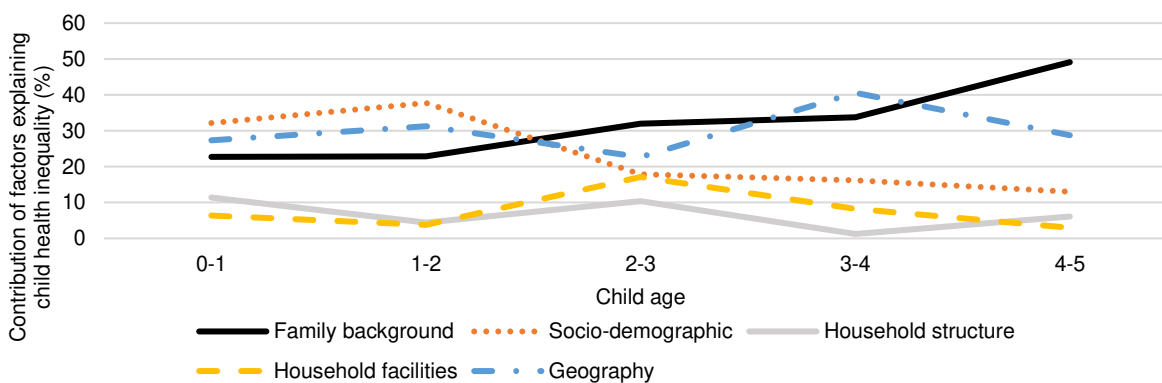 Contribution of factors explaining
child health inequality (%)
60
50
40
30
20
10
0
0-1 1-2 2-3 3-4 4-5
Child age
Family background Socio-demographic Household structure
Household facilities Geography